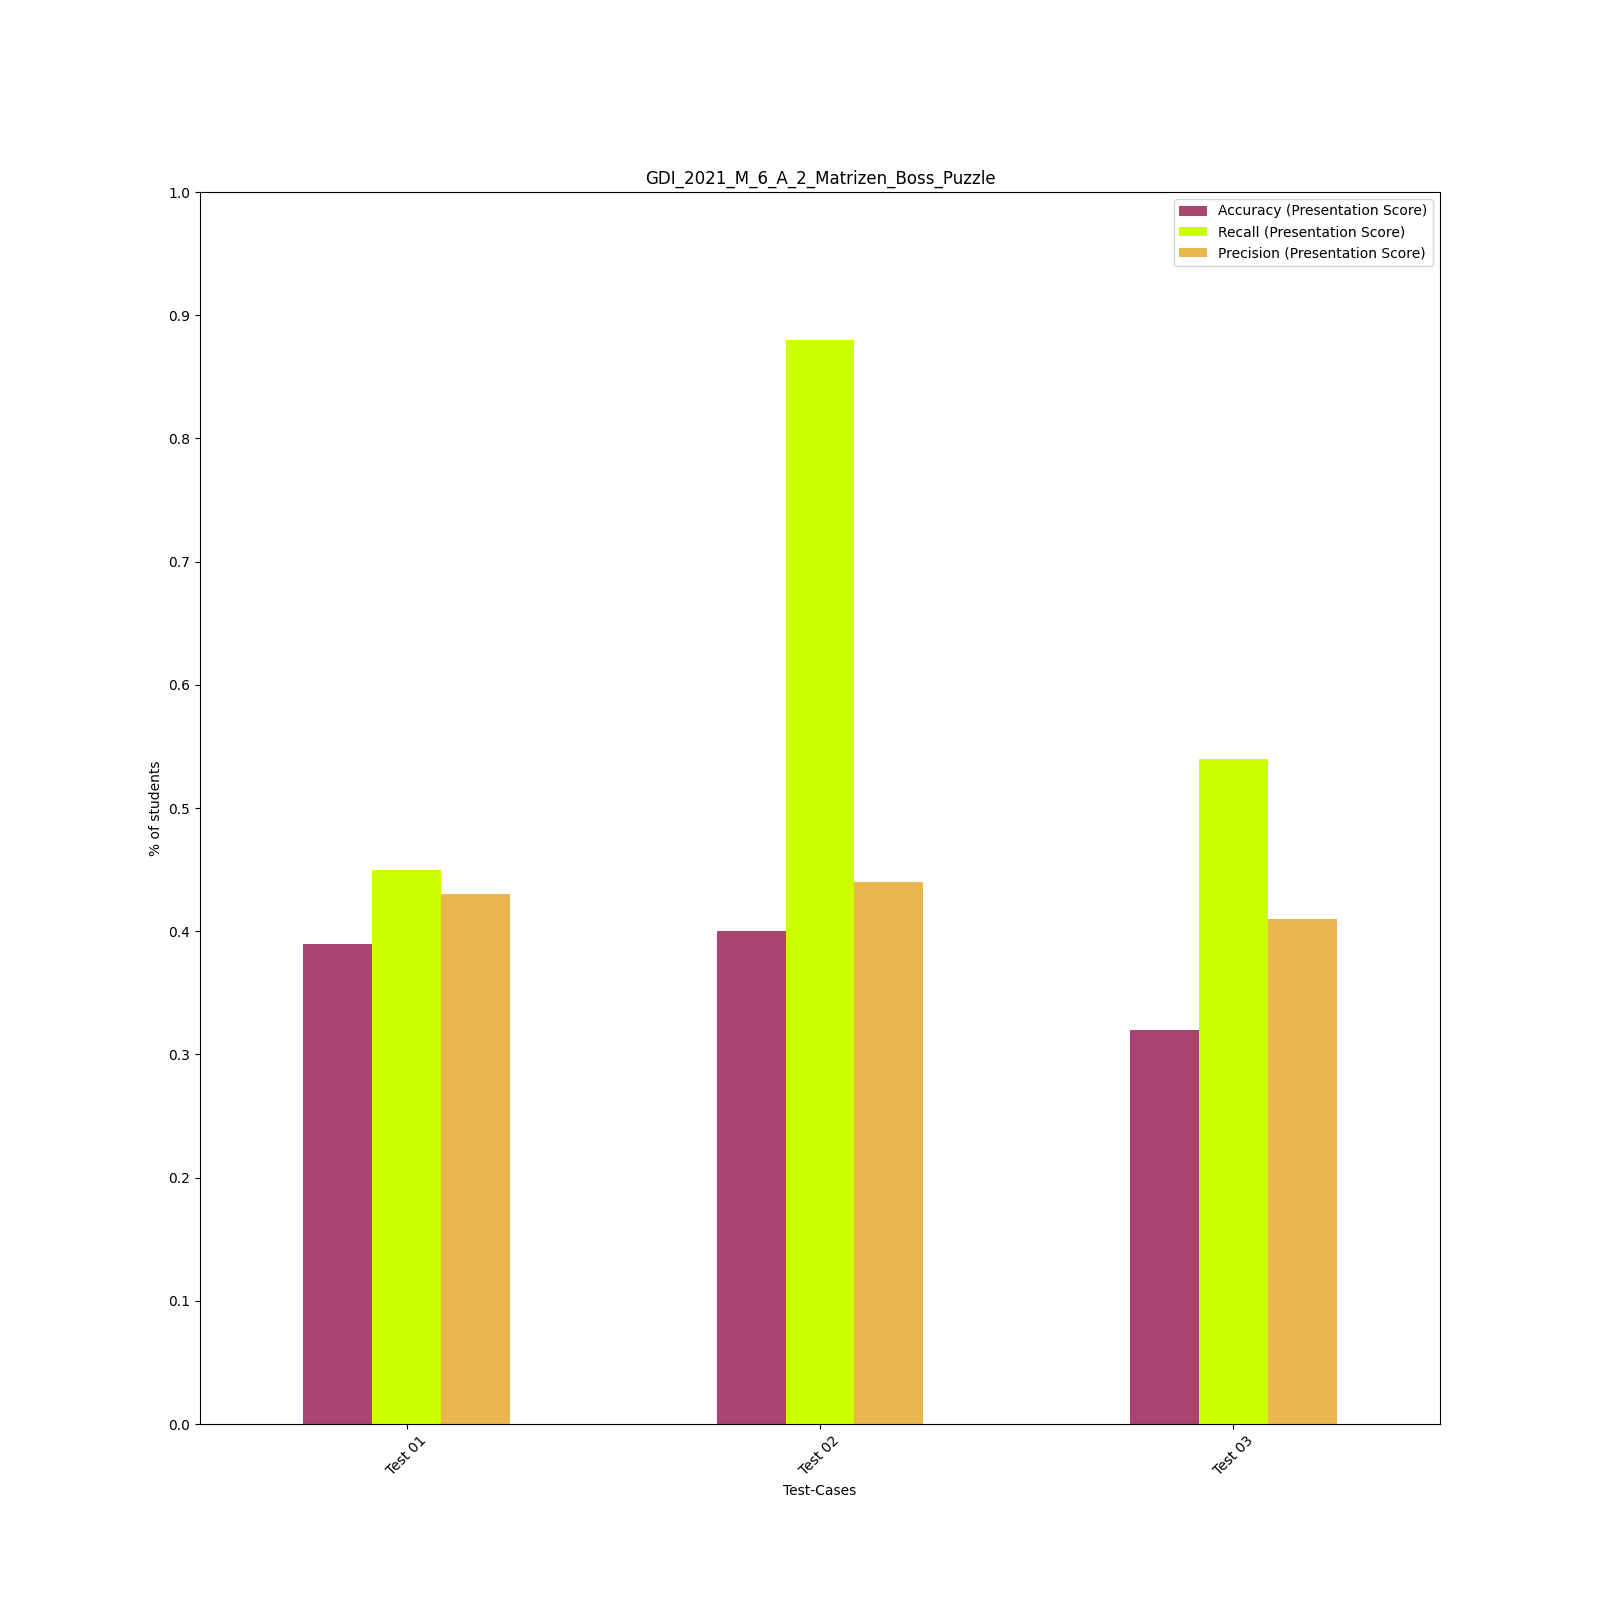 GDI_2021_M_6_A_2_Matrizen_Boss_Puzzle
Accuracy (Presentation Score)
Recall (Presentation Score)
Precision (Presentation Score)
1.0
0.9
0.8
0.7
0.6
0.5
0.4
0.3
0.2
0.1
0.0
% of students
Test 01
Test 02
Test 03
Test-Cases